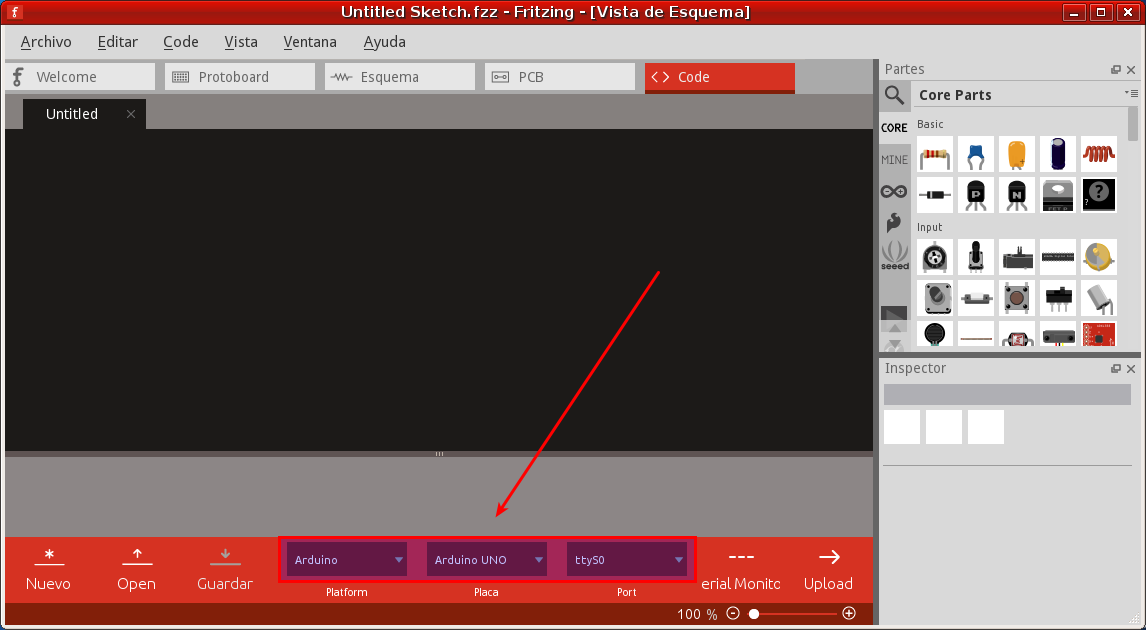 Untitled Sketch.fzz - Fritzing - [Vista de Esquema]
Archivo Editar Code Vista Ventana Ayuda
Welcome Protoboard Esquema PCB Code
Untitled
Partes
Core Parts
CORE
MINE
seeed
Basic
P N
?
?
Input
Inspector
Nuevo Open Guardar
Arduino Arduino UNO ttyS0
Platform Placa Port
erial Monito Upload
100 %